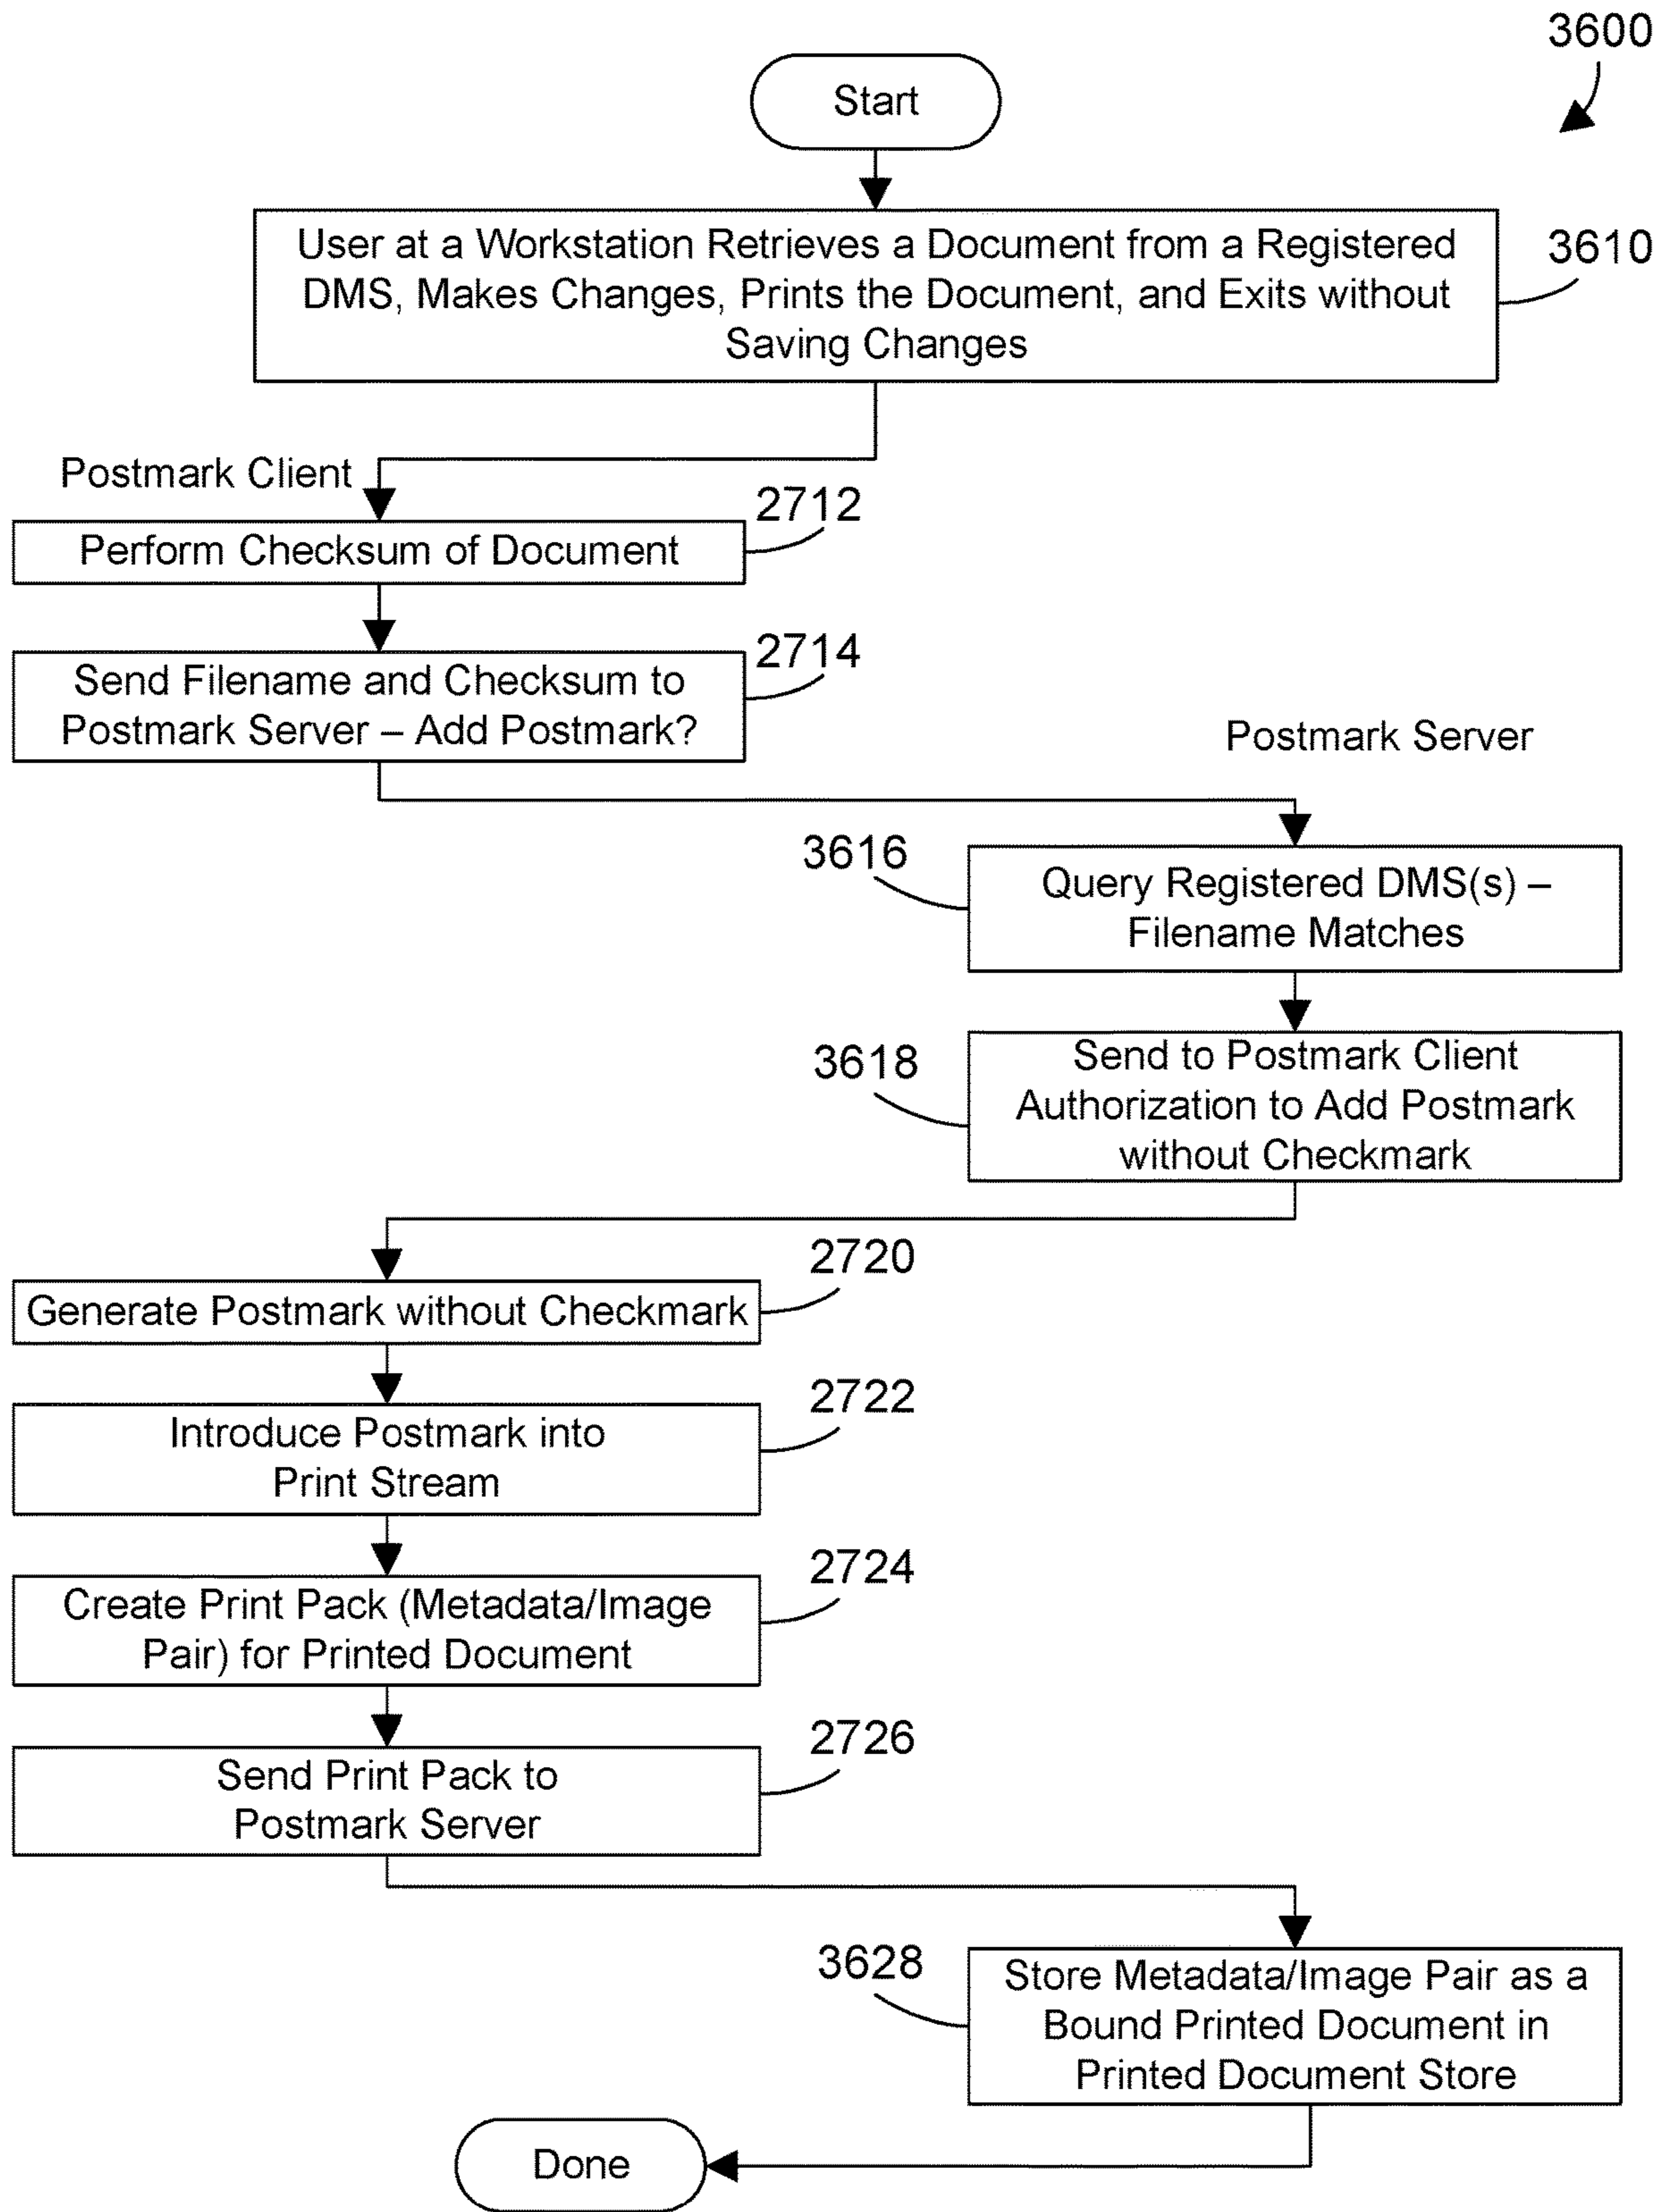 3600
Start
User at a Workstation Retrieves a Document from a Registered
DMS, Makes Changes, Prints the Document, and Exits without
Saving Changes
3610
Postmark Client
2712
Perform Checksum of Document
2714
Send Filename and Checksum to
Postmark Server – Add Postmark?
Postmark Server
3616
Query Registered DMS(s) –
Filename Matches
3618
Send to Postmark Client
Authorization to Add Postmark
without Checkmark
2720
Generate Postmark without Checkmark
2722
Introduce Postmark into
Print Stream
2724
Create Print Pack (Metadata/Image
Pair) for Printed Document
2726
Send Print Pack to
Postmark Server
3628
Store Metadata/Image Pair as a
Bound Printed Document in
Printed Document Store
Done